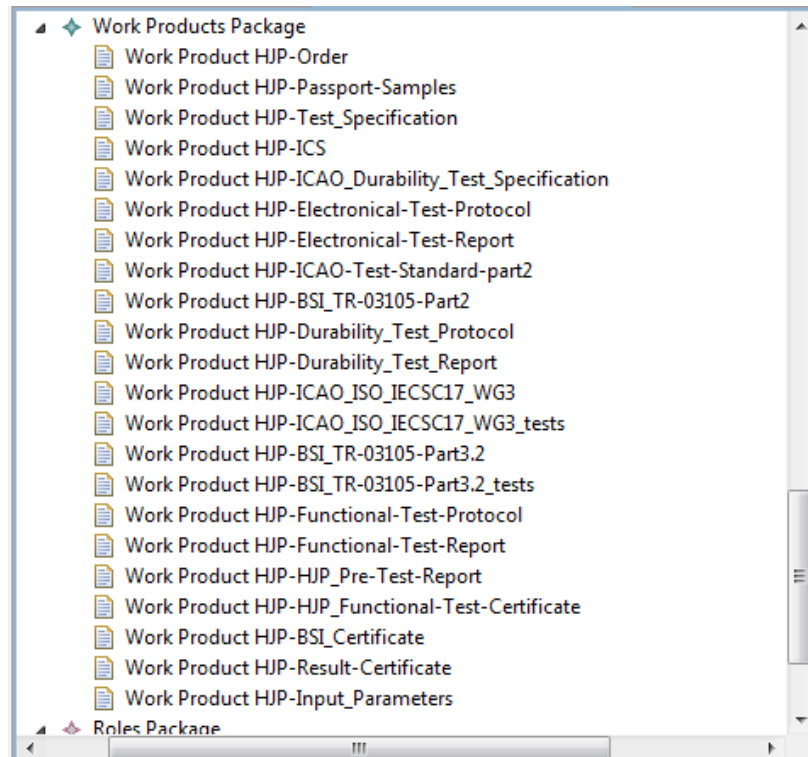 Work Products Package
Work Product HJP-Order
Work Product HJP-Passport-Samples
Work Product HJP-Test_Specification
Work Product HJP-ICS
Work Product HJP-ICAO_Durability_Test_Specification
Work Product HJP-Electronical-Test-Protocol
Work Product HJP-Electronical-Test-Report
Work Product HJP-ICAO-Test-Standard-part2
Work Product HJP-BSI_TR-03105-Part2
Work Product HJP-Durability_Test_Protocol
Work Product HJP-Durability_Test_Report
Work Product HJP-ICAO_ISO_IECSC17_WG3
Work Product HJP-ICAO_ISO_IECSC17_WG3_tests
Work Product HJP-BSI_TR-03105-Part3.2
Work Product HJP-BSI_TR-03105-Part3.2_tests
Work Product HJP-Functional-Test-Protocol
Work Product HJP-Functional-Test-Report
Work Product HJP-HJP_Pre-Test-Report
Work Product HJP-HJP_Functional-Test-Certificate
Work Product HJP-BSI_Certificate
Work Product HJP-Result-Certificate
Work Product HJP-Input_Parameters
Roles Package